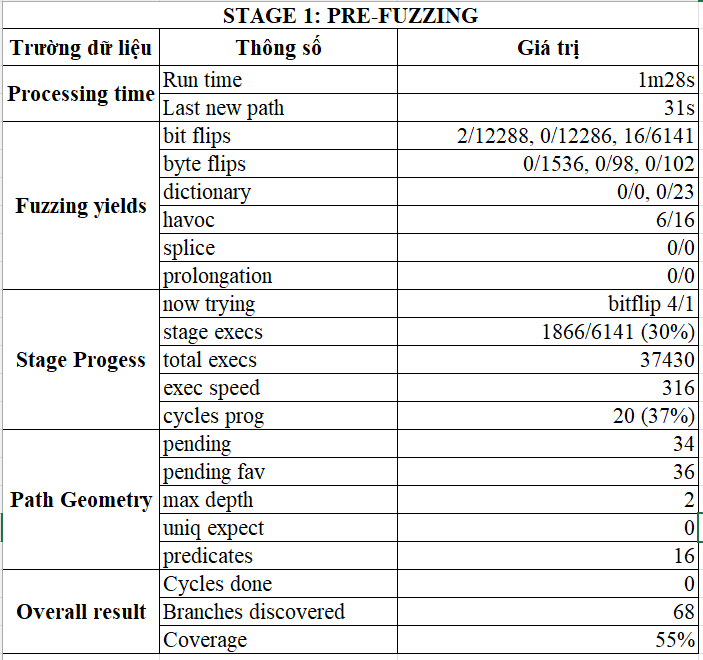 STAGE 1: PRE-FUZZING
Trường dữ liệu Thông số Giá trị
Processing time Run time 1m28s
Last new path 31s
Fuzzing yields bit flips 2/12288, 0/12286, 16/6141
byte flips 0/1536, 0/98, 0/102
dictionary 0/0, 0/23
havoc 6/16
splice 0/0
prolongation 0/0
Stage Progess now trying bitflip 4/1
stage execs 1866/6141 (30%)
total execs 37430
exec speed 316
cycles prog 20 (37%)
Path Geometry pending 34
pending fav 36
max depth 2
uniq expect 0
predicates 16
Overall result Cycles done 0
Branches discovered 68
Coverage 55%